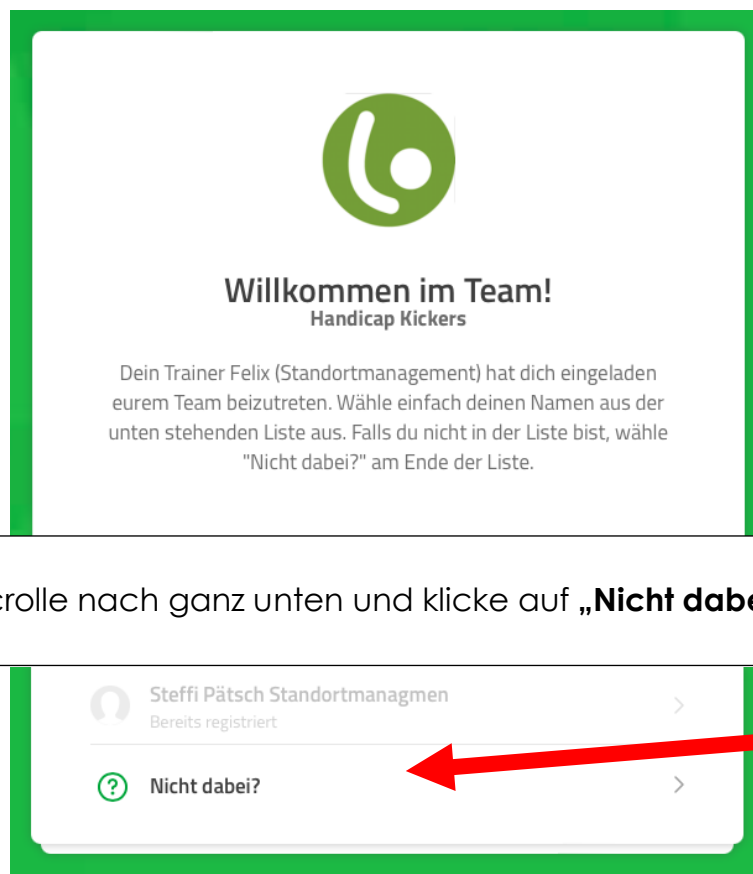 Willkommen im Team!
Handicap Kickers
Dein Trainer Felix (Standortmanagement) hat dich eingeladen
eurem Team beizutreten. Wähle einfach deinen Namen aus der
unten stehenden Liste aus. Falls du nicht in der Liste bist, wähle
"Nicht dabei?" am Ende der Liste.
crolle nach ganz unten und klicke auf „Nicht dabe
Steffi Pätsch Standortmanagmen
Bereits registriert
Nicht dabei?